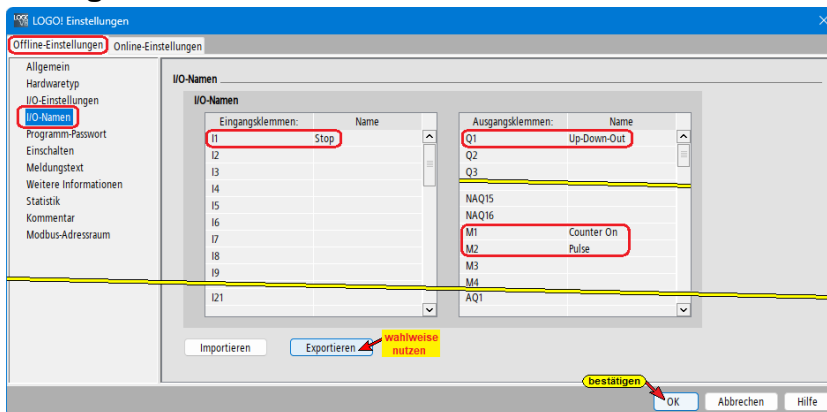 LOGO! Einstellungen
Offline-Einstellungen Online-Einstellungen
Allgemein
Hardwaretyp
I/O-Einstellungen
I/O-Namen
Programm-Passwort
Einschalten
Meldungstext
Weitere Informationen
Statistik
Kommentar
Modbus-Adressraum
I/O-Namen
I/O-Namen
Eingangsklemmen: Name
I1 Stop
I2
I3
I4
I5
I6
I7
I8
I9
I21
Ausgangsklemmen: Name
Q1 Up-Down-Out
Q2
Q3
NAQ15
NAQ16
M1 Counter On
M2 Pulse
M3
M4
AQ1
Importieren Exportieren
wahlweise
nutzen
bestätigen
OK Abbrechen Hilfe